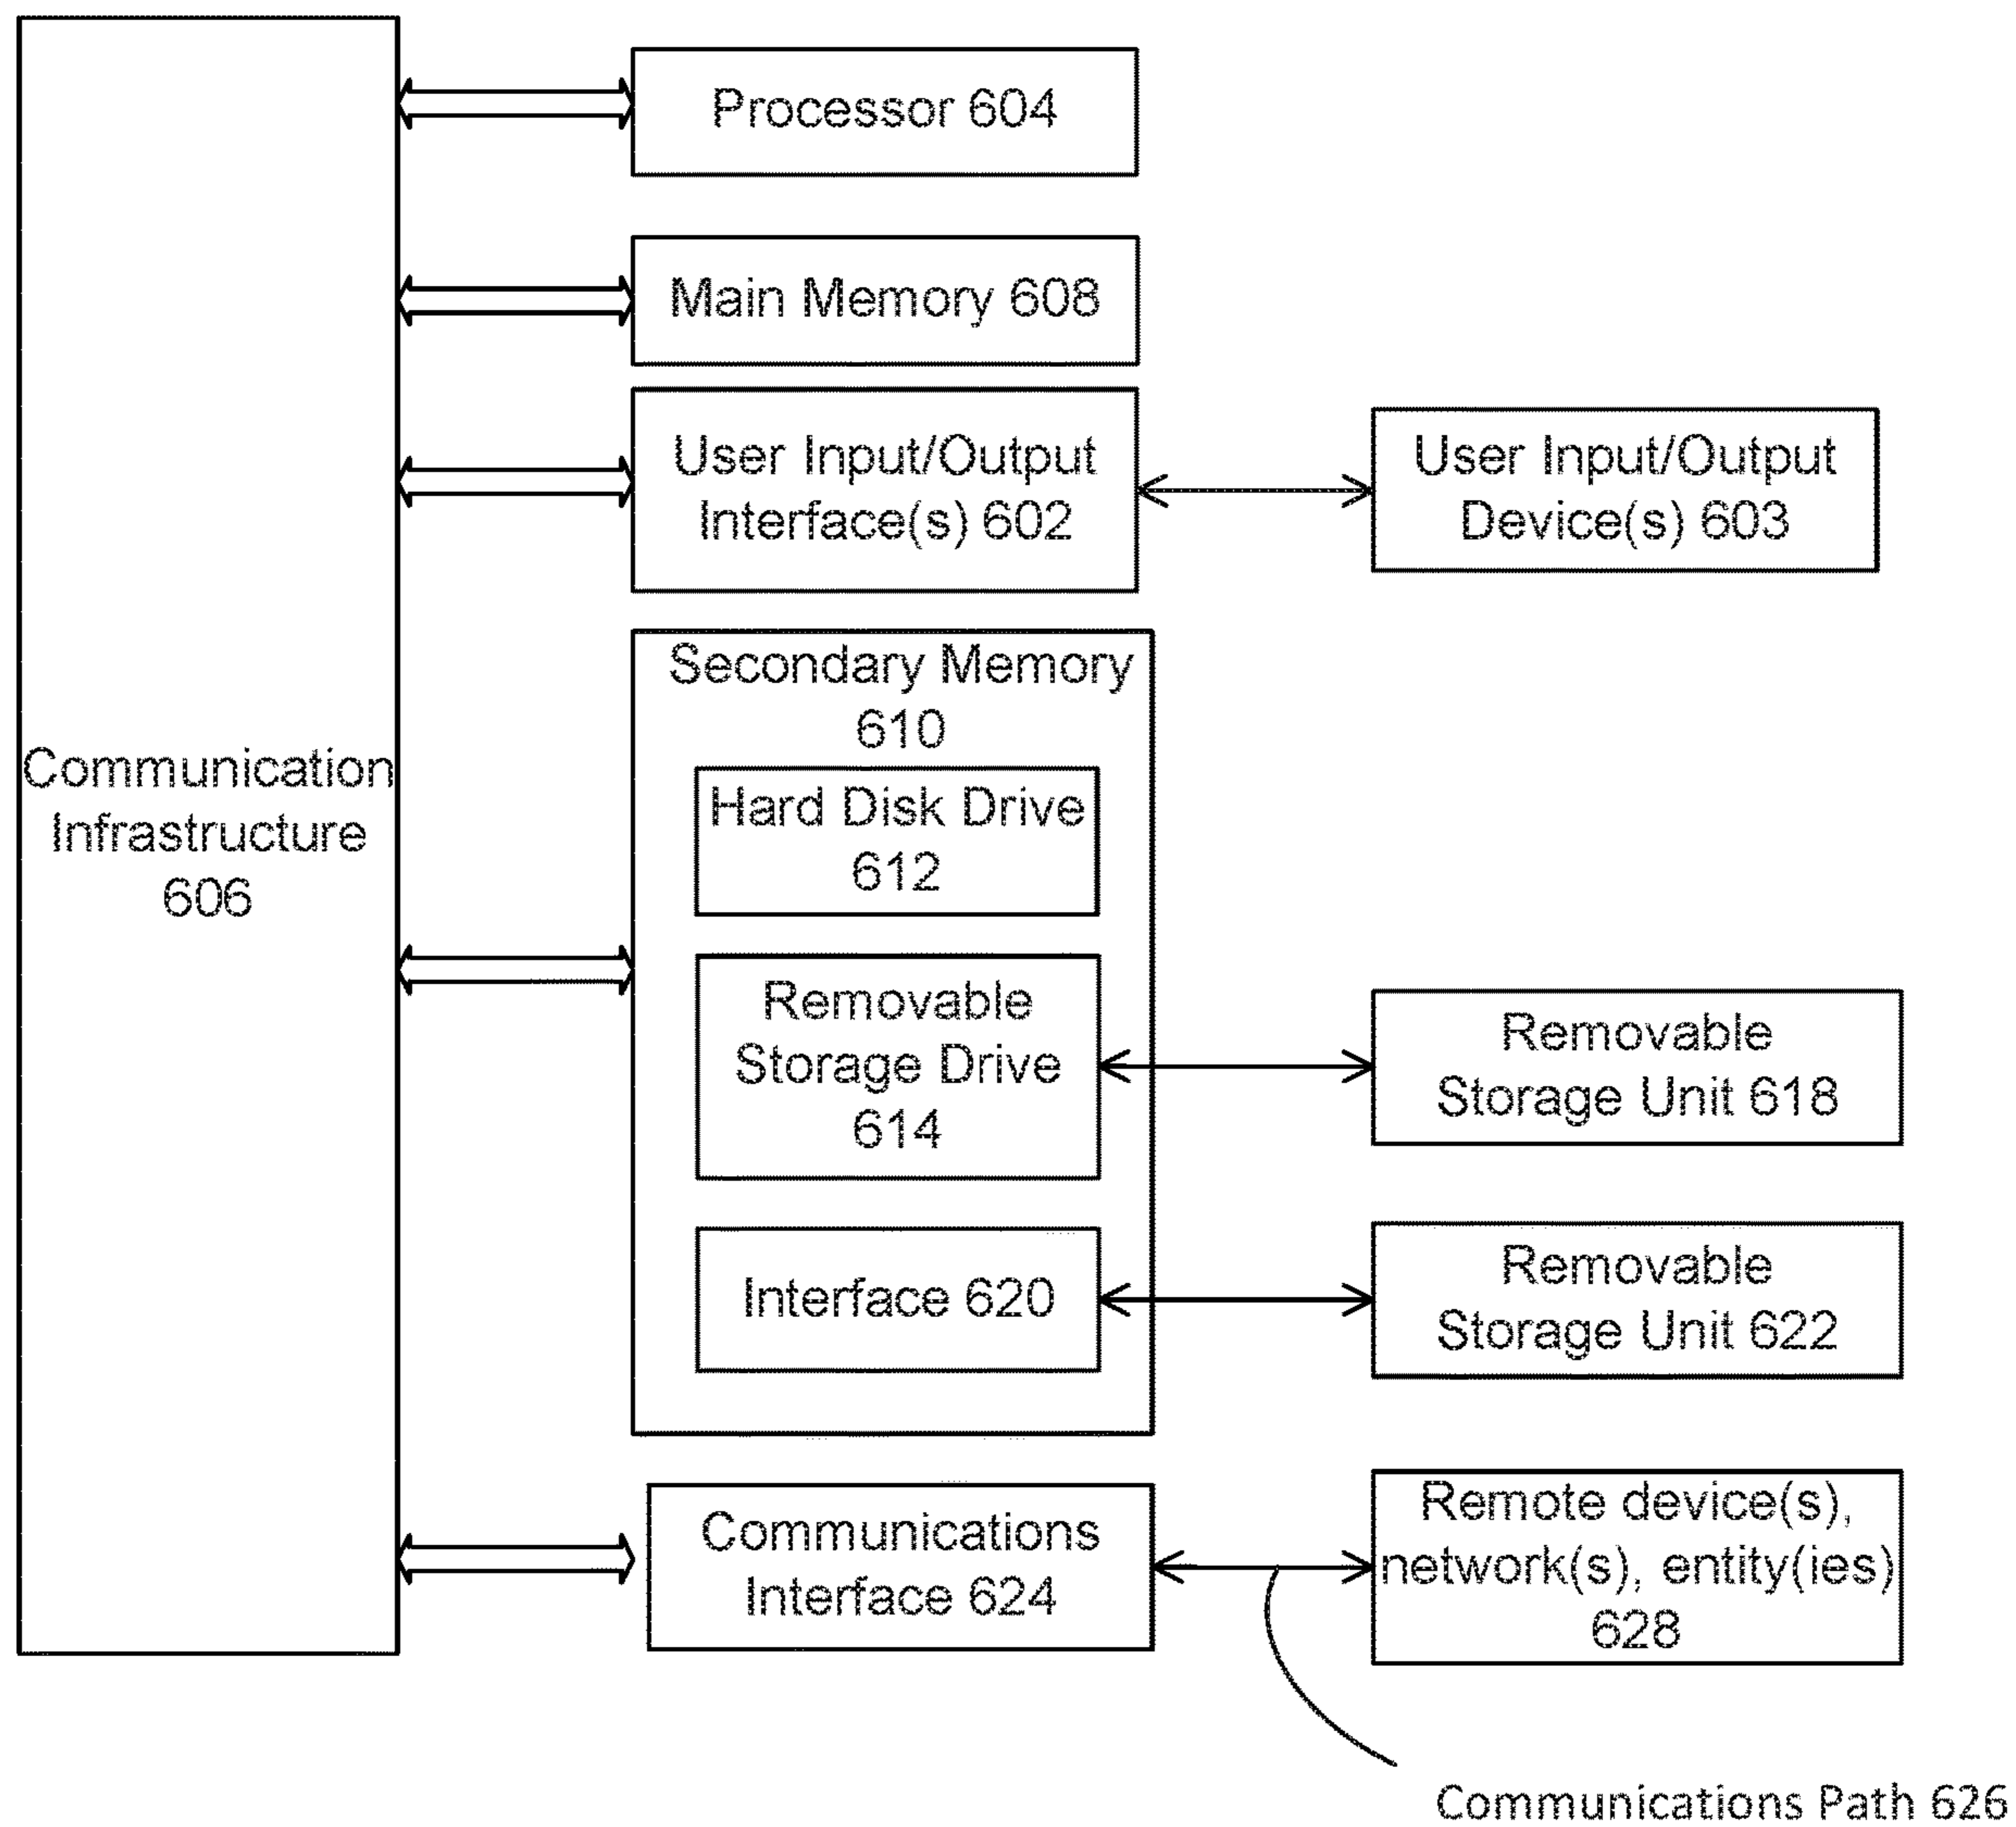 Processor 604
Main Memory 608
User Input/Output
Interface(s) 602
User Input/Output
Device(s) 603
Communication
Infrastructure
606
Secondary Memory
610
Hard Disk Drive
612
Removable
Storage Drive
614
Removable
Storage Unit 618
Interface 620
Removable
Storage Unit 622
Communications
Interface 624
Remote device(s),
network(s), entity(ies)
628
Communications Path 626